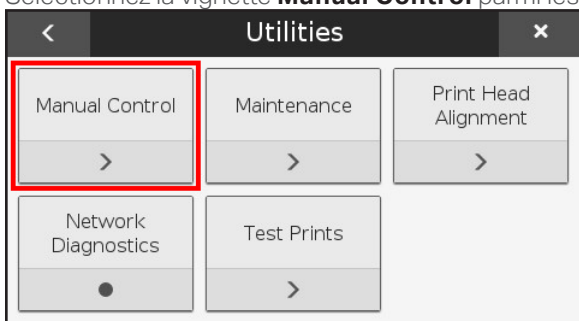 Sélectionnez la vignette Manual Control parmi les
< Utilities ×
Manual Control
Maintenance
Print Head
Alignment
>
>
>
Network
Diagnostics
Test Prints
●
>